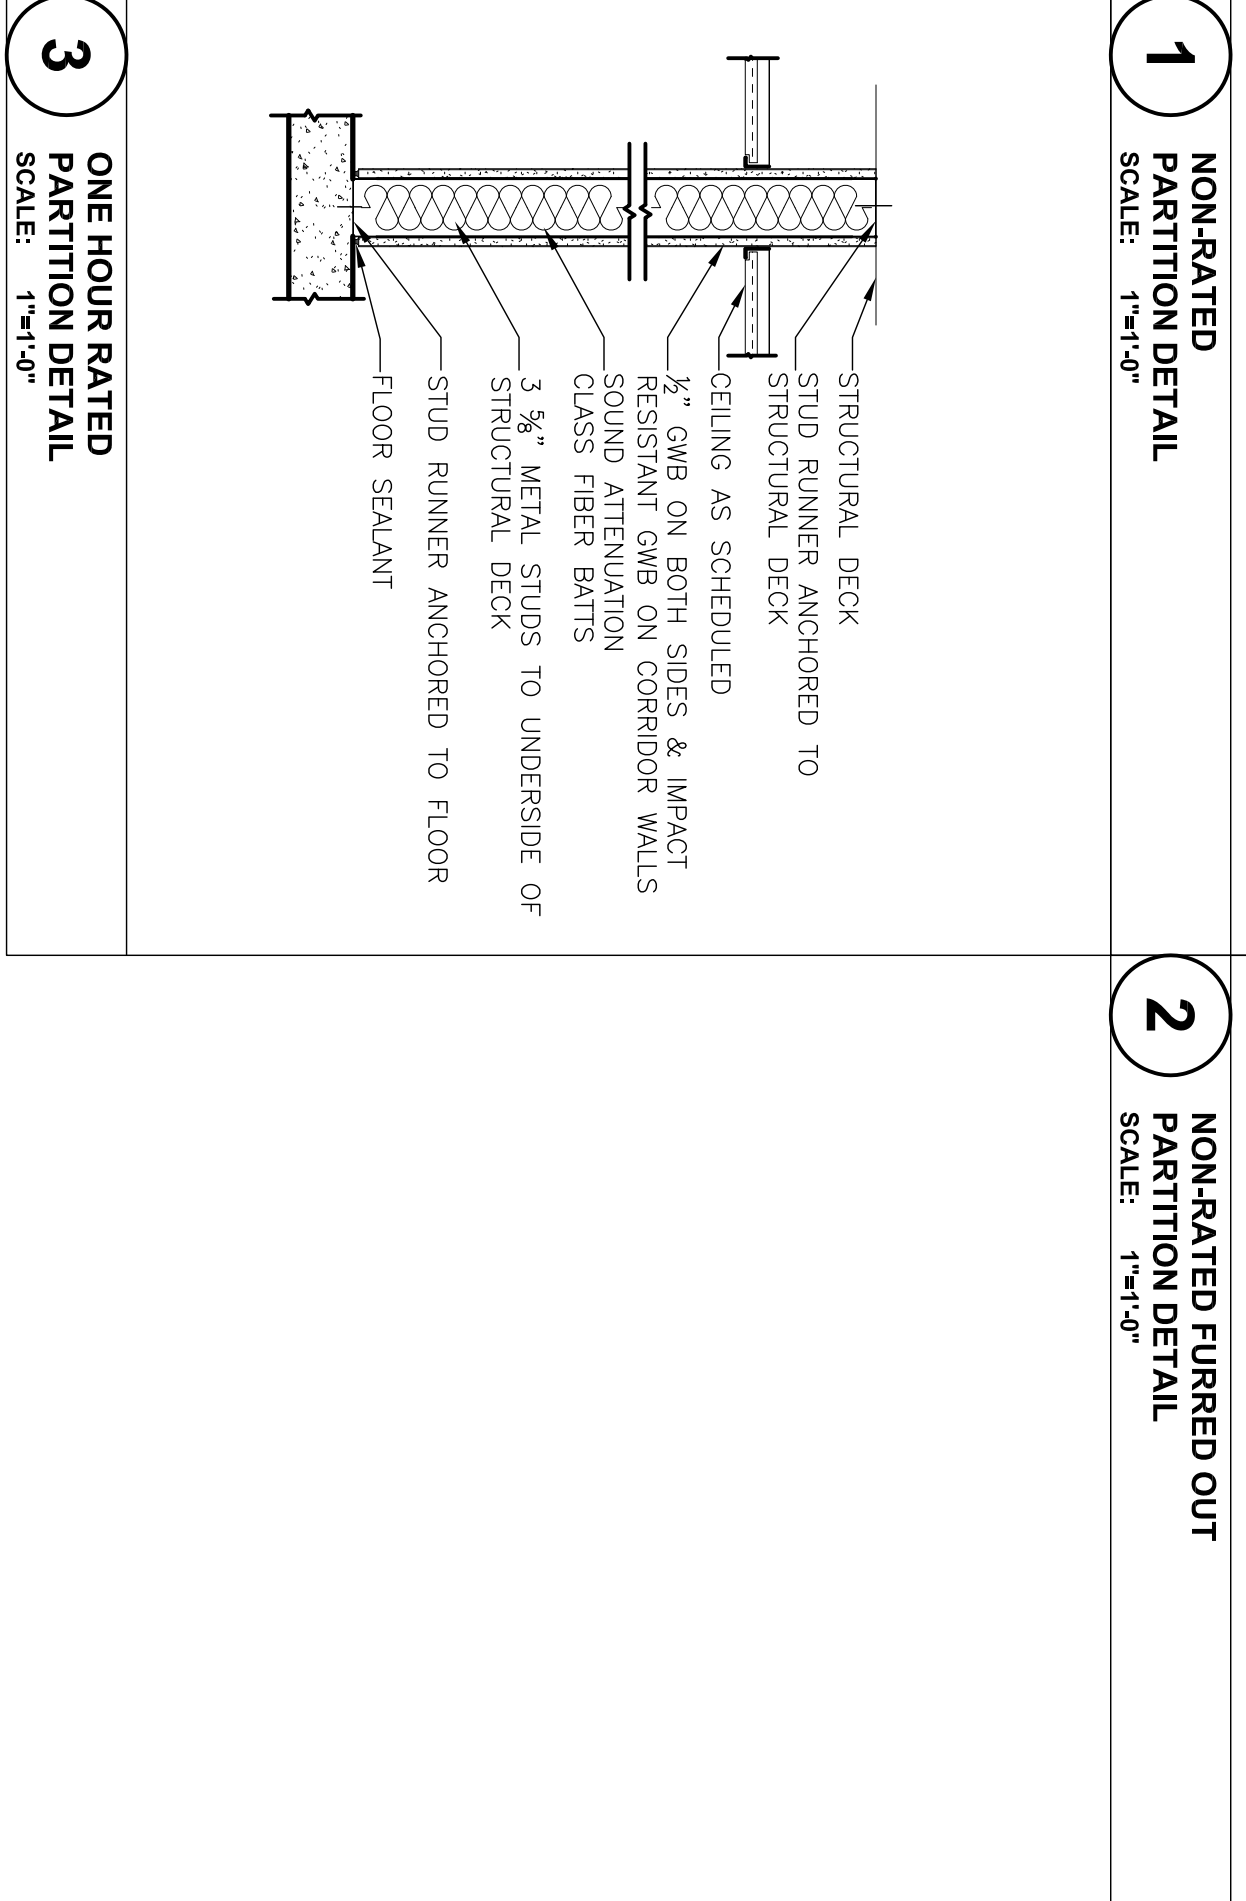 1
NON-RATED
PARTITION DETAIL
SCALE: 1"=1'-0"
2
NON-RATED FURRED OUT
PARTITION DETAIL
SCALE: 1"=1'-0"
STRUCTURAL DECK
STUD RUNNER ANCHORED TO
STRUCTURAL DECK
CEILING AS SCHEDULED
½" GWB ON BOTH SIDES & IMPACT
RESISTANT GWB ON CORRIDOR WALLS
SOUND ATTENUATION
CLASS FIBER BATTS
3 ⅝" METAL STUDS TO UNDERSIDE OF
STRUCTURAL DECK
STUD RUNNER ANCHORED TO FLOOR
FLOOR SEALANT
3
ONE HOUR RATED
PARTITION DETAIL
SCALE: 1"=1'-0"